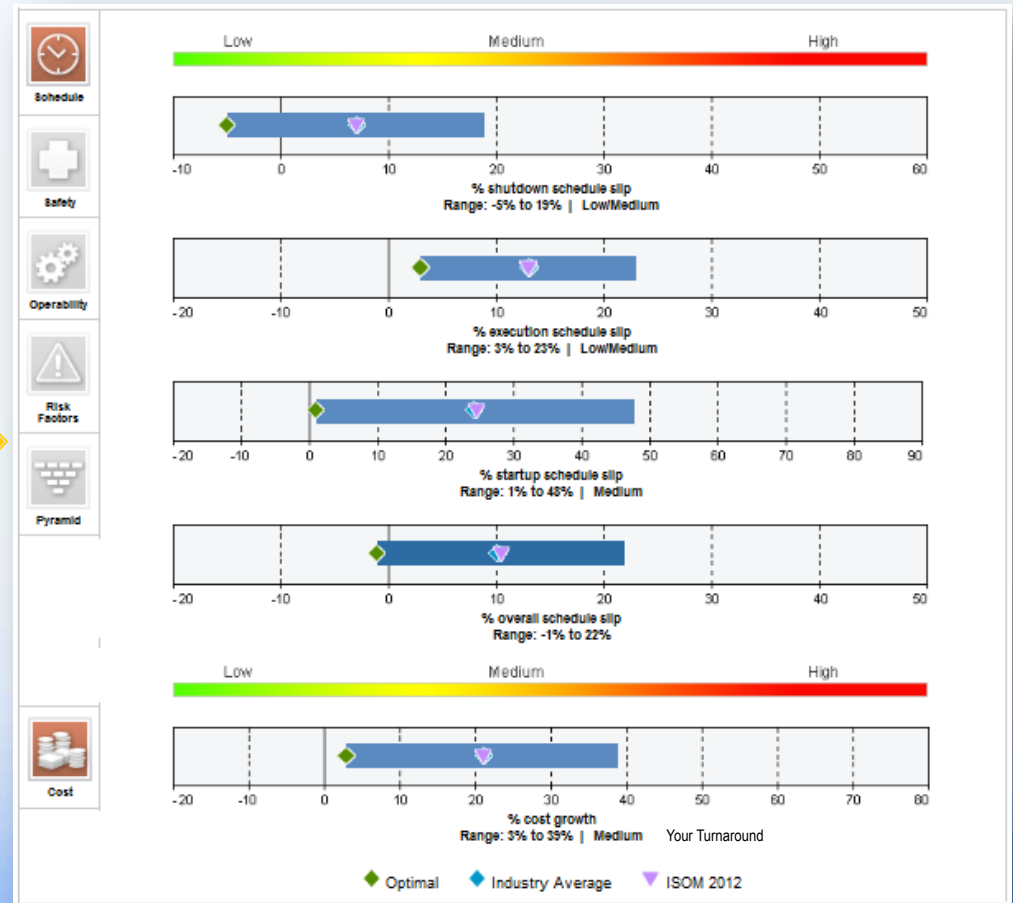 Low Medium High
Schedule
-10 0 10 20 30 40 50 60
% shutdown schedule slip
Range: -5% to 19% | Low/Medium
Safety
Operability
-20 -10 0 10 20 30 40 50
% execution schedule slip
Range: 3% to 23% | Low/Medium
Risk
Factors
-20 -10 0 10 20 30 40 50 60 70 80 90
% startup schedule slip
Range: 1% to 48% | Medium
Pyramid
-20 -10 0 10 20 30 40 50
% overall schedule slip
Range: -1% to 22%
Low Medium High
Cost
-20 -10 0 10 20 30 40 50 60 70 80
% cost growth
Range: 3% to 39% | Medium Your Turnaround
Optimal Industry Average ISOM 2012